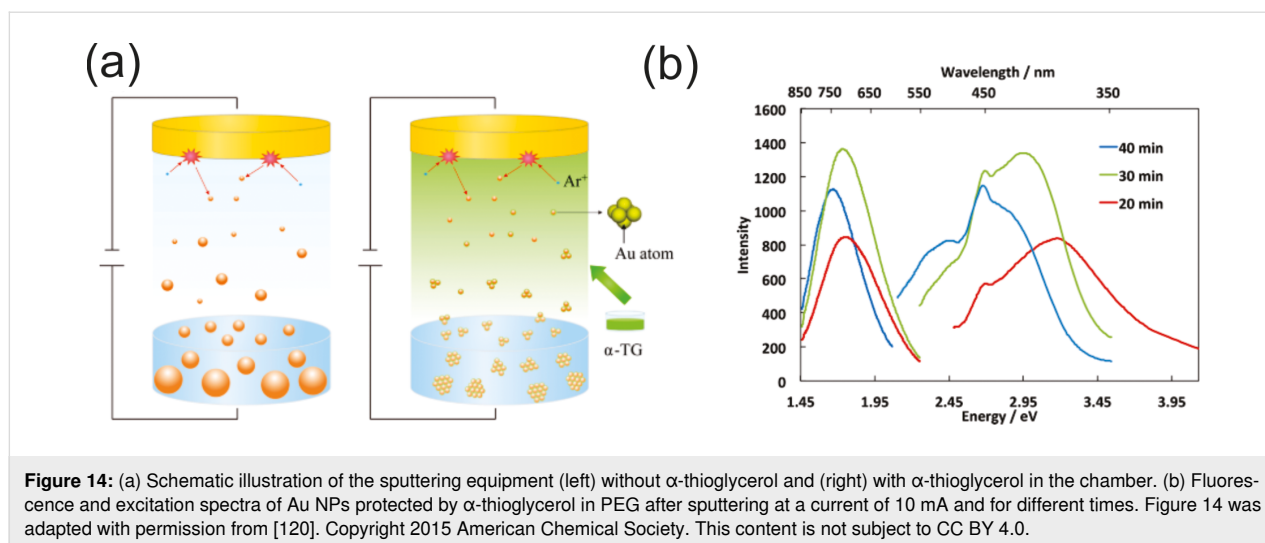 (a)
(b)
Ar⁺
Au atom
α-TG
Wavelength / nm
850 750 650 550 450 350
1600
1400
1200
1000
800
600
400
200
0
Intensity
40 min
30 min
20 min
1.45 1.95 2.45 2.95 3.45 3.95
Energy / eV
Figure 14: (a) Schematic illustration of the sputtering equipment (left) without α-thioglycerol and (right) with α-thioglycerol in the chamber. (b) Fluores-
cence and excitation spectra of Au NPs protected by α-thioglycerol in PEG after sputtering at a current of 10 mA and for different times. Figure 14 was
adapted with permission from [120]. Copyright 2015 American Chemical Society. This content is not subject to CC BY 4.0.